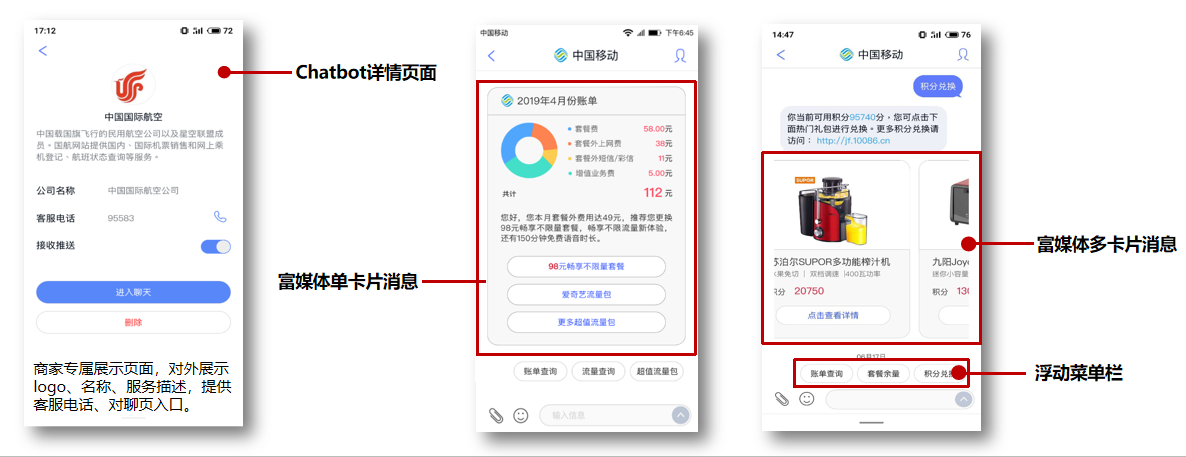 17:12
72
中国国际航空
中国载国旗飞行的民用航空公司以及星空联盟成
员。国航网站提供国内、国际机票销售和网上乘
机登记、航班状态查询等服务。
公司名称 中国国际航空公司
客服电话 95583
接收推送
进入聊天
删除
商家专属展示页面，对外展示
logo、名称、服务描述，提供
客服电话、对聊页入口。
Chatbot详情页面
中国移动 下午6:45
中国移动
2019年4月份账单
套餐费 58.00元
套餐外上网费 38元
套餐外短信/彩信 11元
增值业务费 5.00元
共计 112 元
您好，您本月套餐外费用达49元，推荐您更换
98元畅享不限量套餐，畅享不限流量新体验，
还有150分钟免费语音时长。
98元畅享不限量套餐
爱奇艺流量包
更多超值流量包
账单查询 流量查询 超值流量包
输入信息
富媒体单卡片消息
14:47
76
中国移动
积分兑换
你当前可用积分95740分，您可点击下
面热门礼包进行兑换。更多积分兑换请
访问： http://jf.10086.cn
SUPOR
泊尔SUPOR多功能榨汁机 九阳Joy
果免切 | 双档调速 |400瓦功率 迷你小容量
分 20750 积分 130
点击查看详情
06月17日
账单查询 套餐余量 积分兑换
富媒体多卡片消息
浮动菜单栏